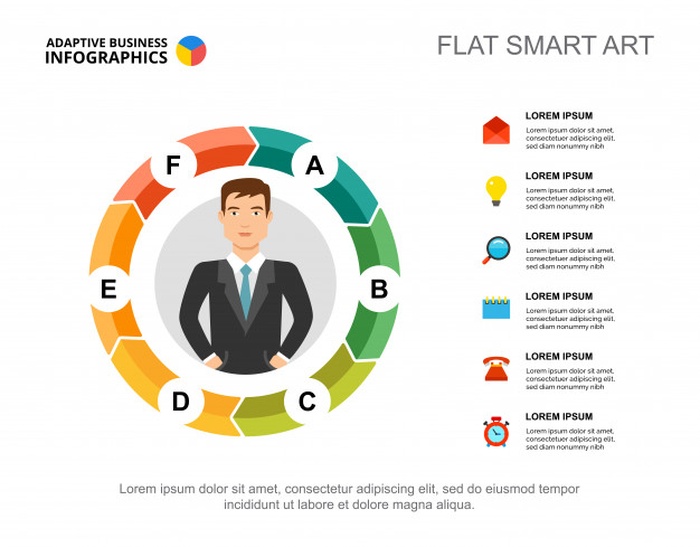 ADAPTIVE BUSINESS
INFOGRAPHICS
FLAT SMART ART
F
A
E
B
D
C
LOREM IPSUM
Lorem ipsum dolor sit amet,
consectetuer adipiscing elit,
sed diam nonummy nibh
LOREM IPSUM
Lorem ipsum dolor sit amet,
consectetuer adipiscing elit,
sed diam nonummy nibh
LOREM IPSUM
Lorem ipsum dolor sit amet,
consectetuer adipiscing elit,
sed diam nonummy nibh
LOREM IPSUM
Lorem ipsum dolor sit amet,
consectetuer adipiscing elit,
sed diam nonummy nibh
LOREM IPSUM
Lorem ipsum dolor sit amet,
consectetuer adipiscing elit,
sed diam nonummy nibh
LOREM IPSUM
Lorem ipsum dolor sit amet,
consectetuer adipiscing elit,
sed diam nonummy nibh
Lorem ipsum dolor sit amet, consectetur adipiscing elit, sed do eiusmod tempor
incididunt ut labore et dolore magna aliqua.